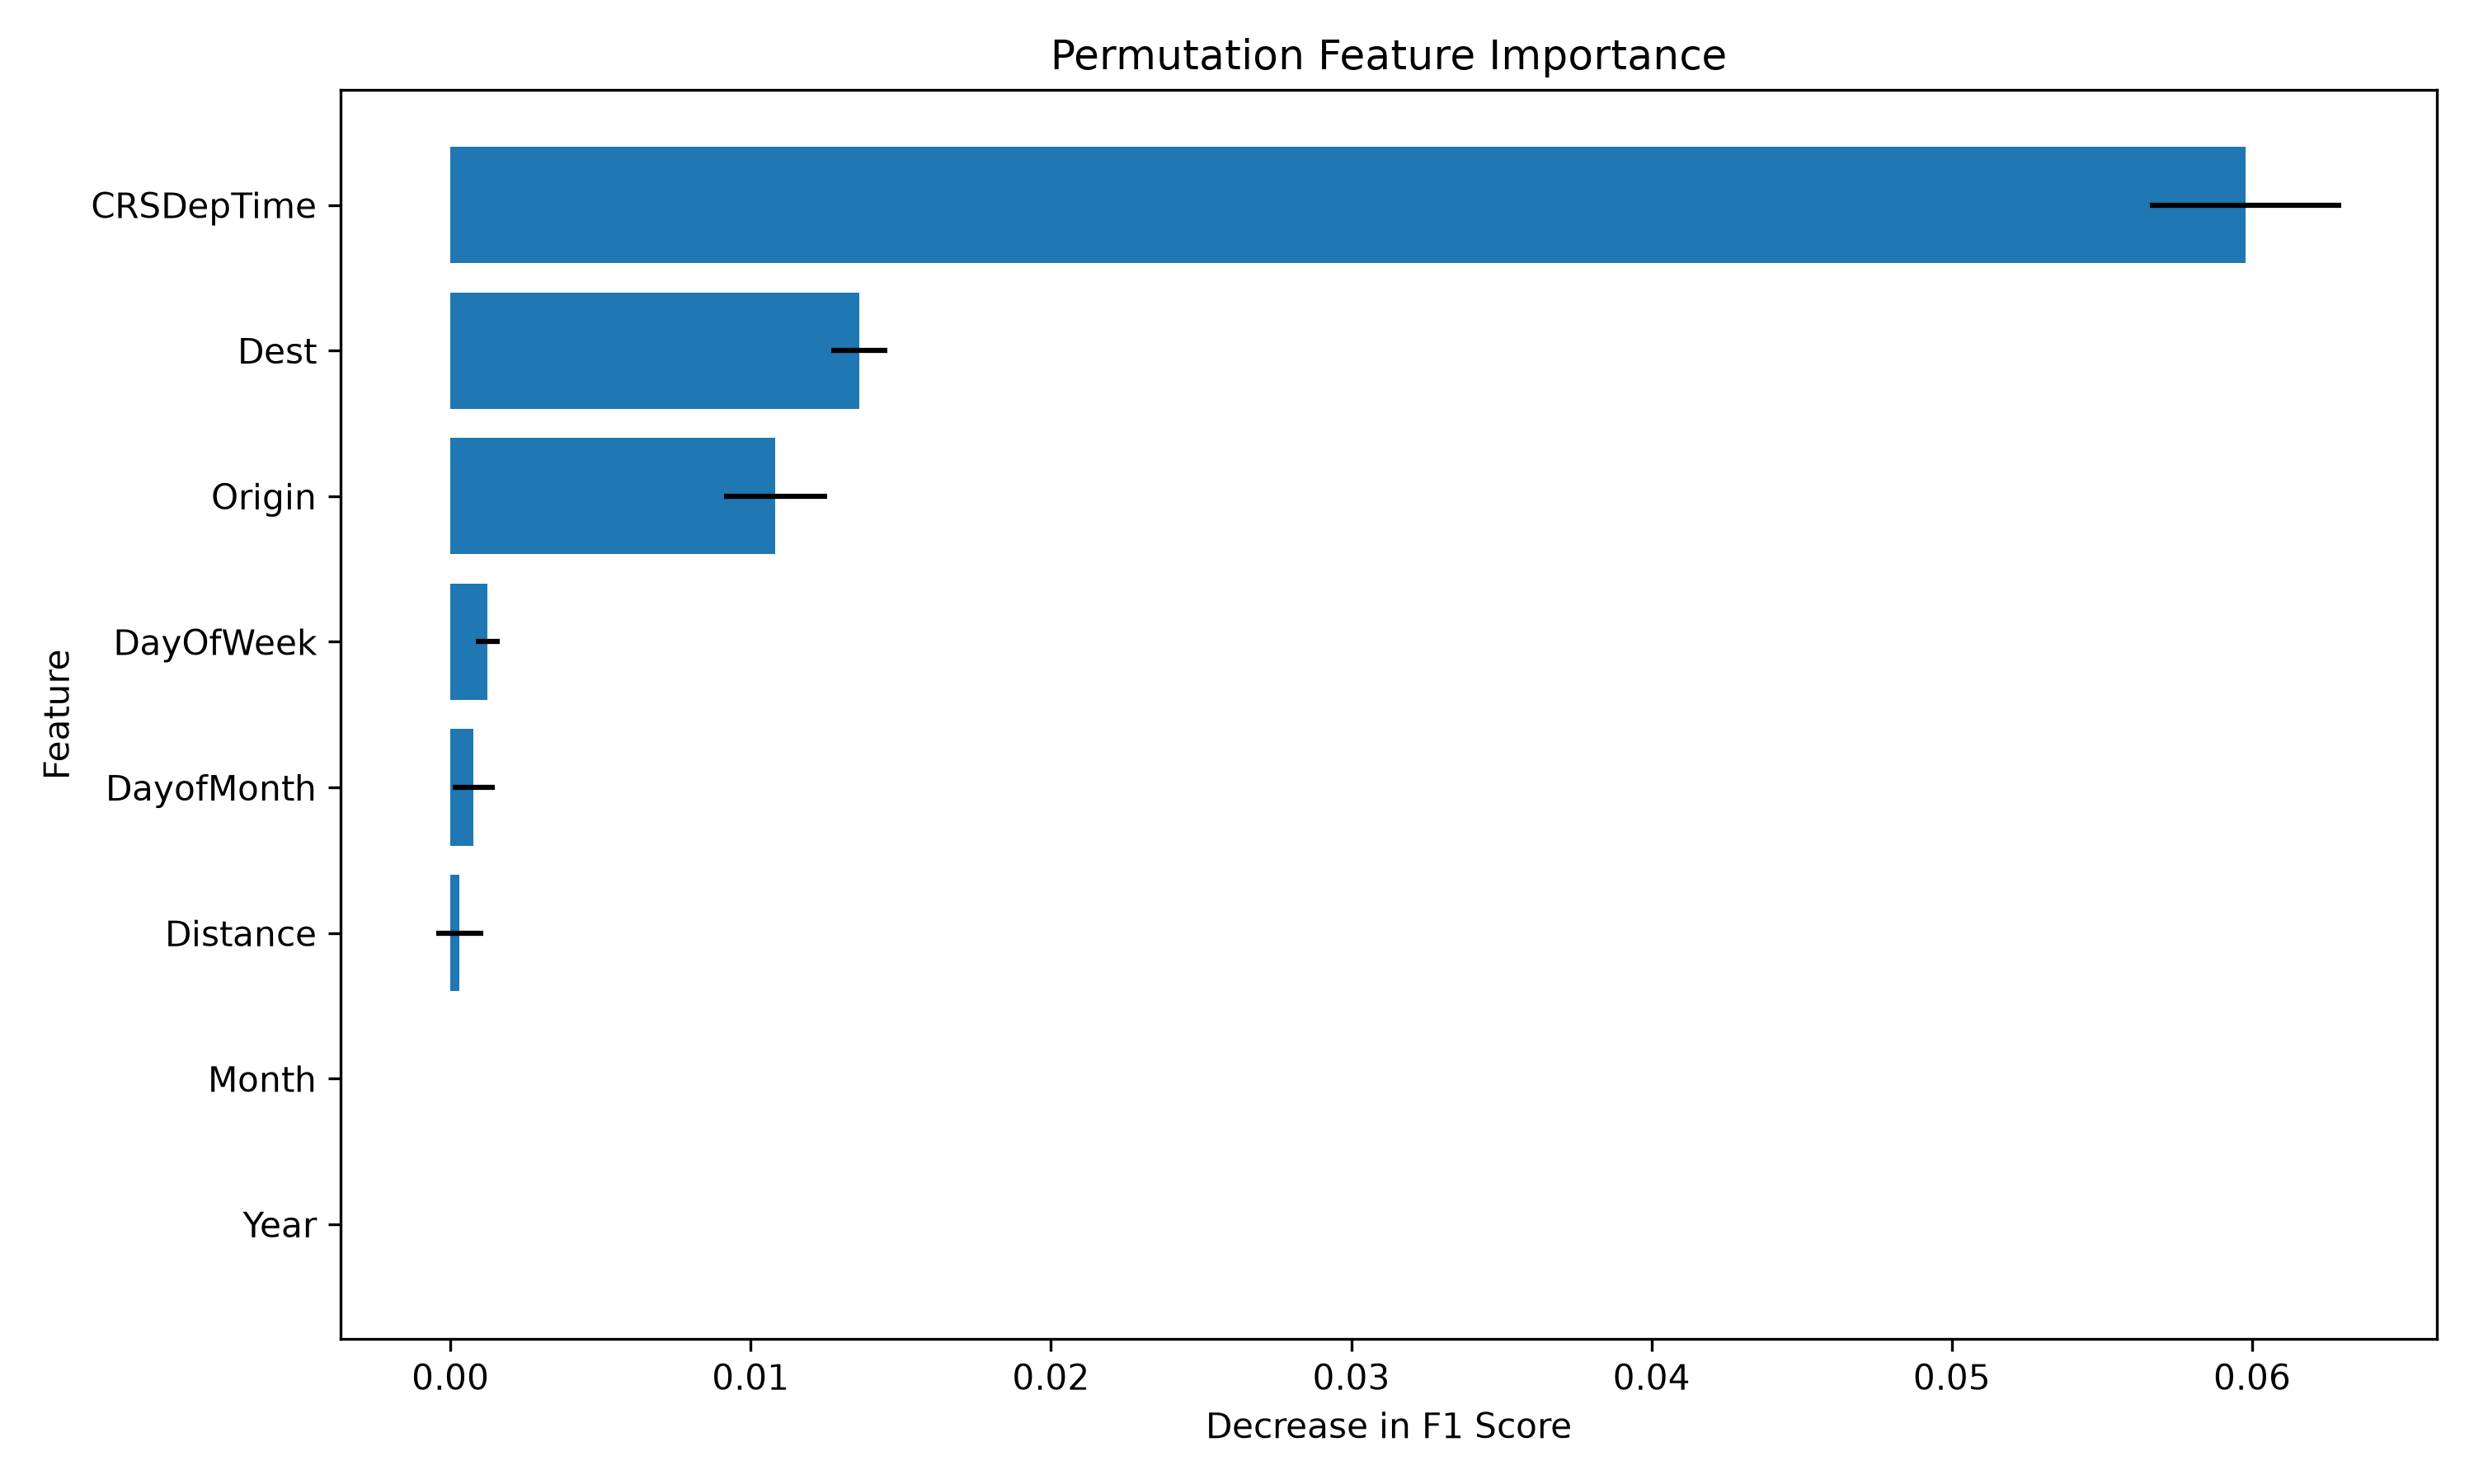 Permutation Feature Importance
CRSDepTime
Dest
Origin
DayOfWeek
DayofMonth
Distance
Month
Year
Feature
0.00 0.01 0.02 0.03 0.04 0.05 0.06
Decrease in F1 Score